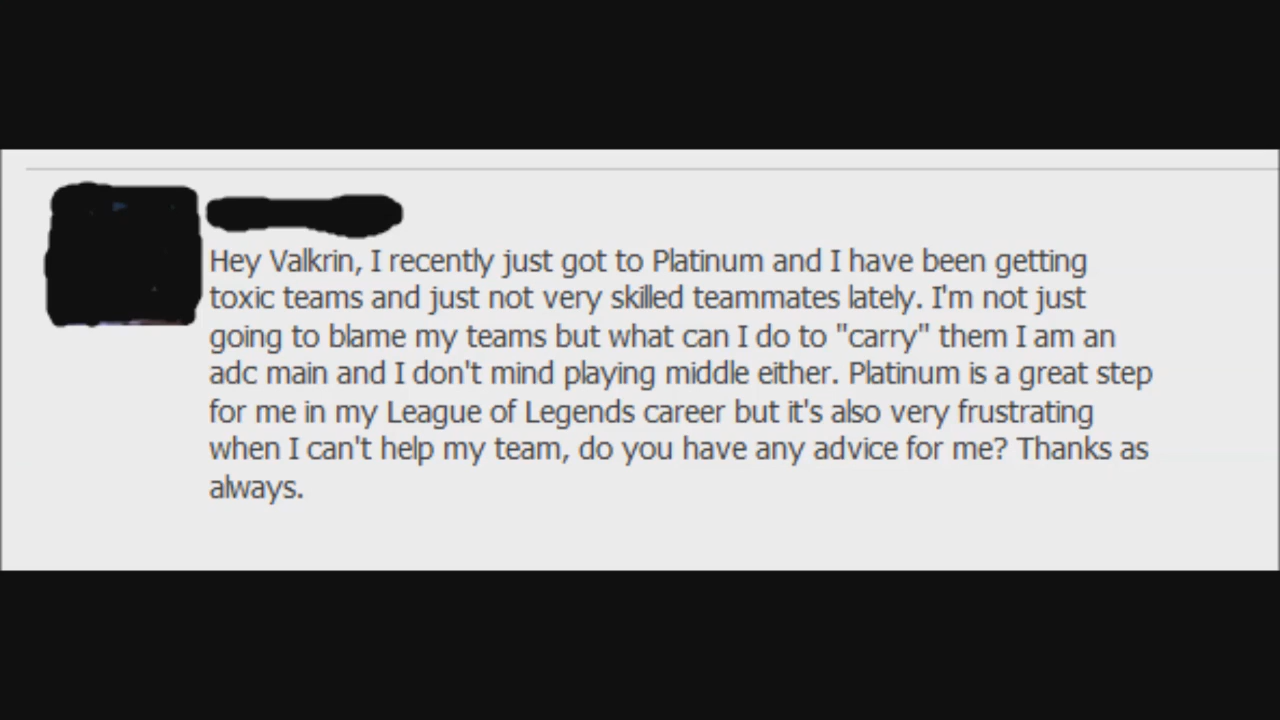 Hey Valkrin, I recently just got to Platinum and I have been getting
toxic teams and just not very skilled teammates lately. I'm not just
going to blame my teams but what can I do to "carry" them I am an
adc main and I don't mind playing middle either. Platinum is a great step
for me in my League of Legends career but it's also very frustrating
when I can't help my team, do you have any advice for me? Thanks as
always.